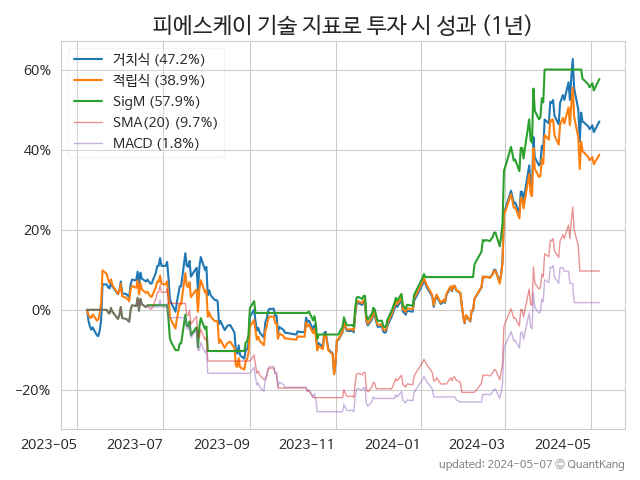 피에스케이 기술 지표로 투자 시 성과 (1년)
거치식 (47.2%)
적립식 (38.9%)
SigM (57.9%)
SMA(20) (9.7%)
MACD (1.8%)
60%
40%
20%
0%
−20%
2023-05 2023-07 2023-09 2023-11 2024-01 2024-03 2024-05
updated: 2024-05-07 © QuantKang